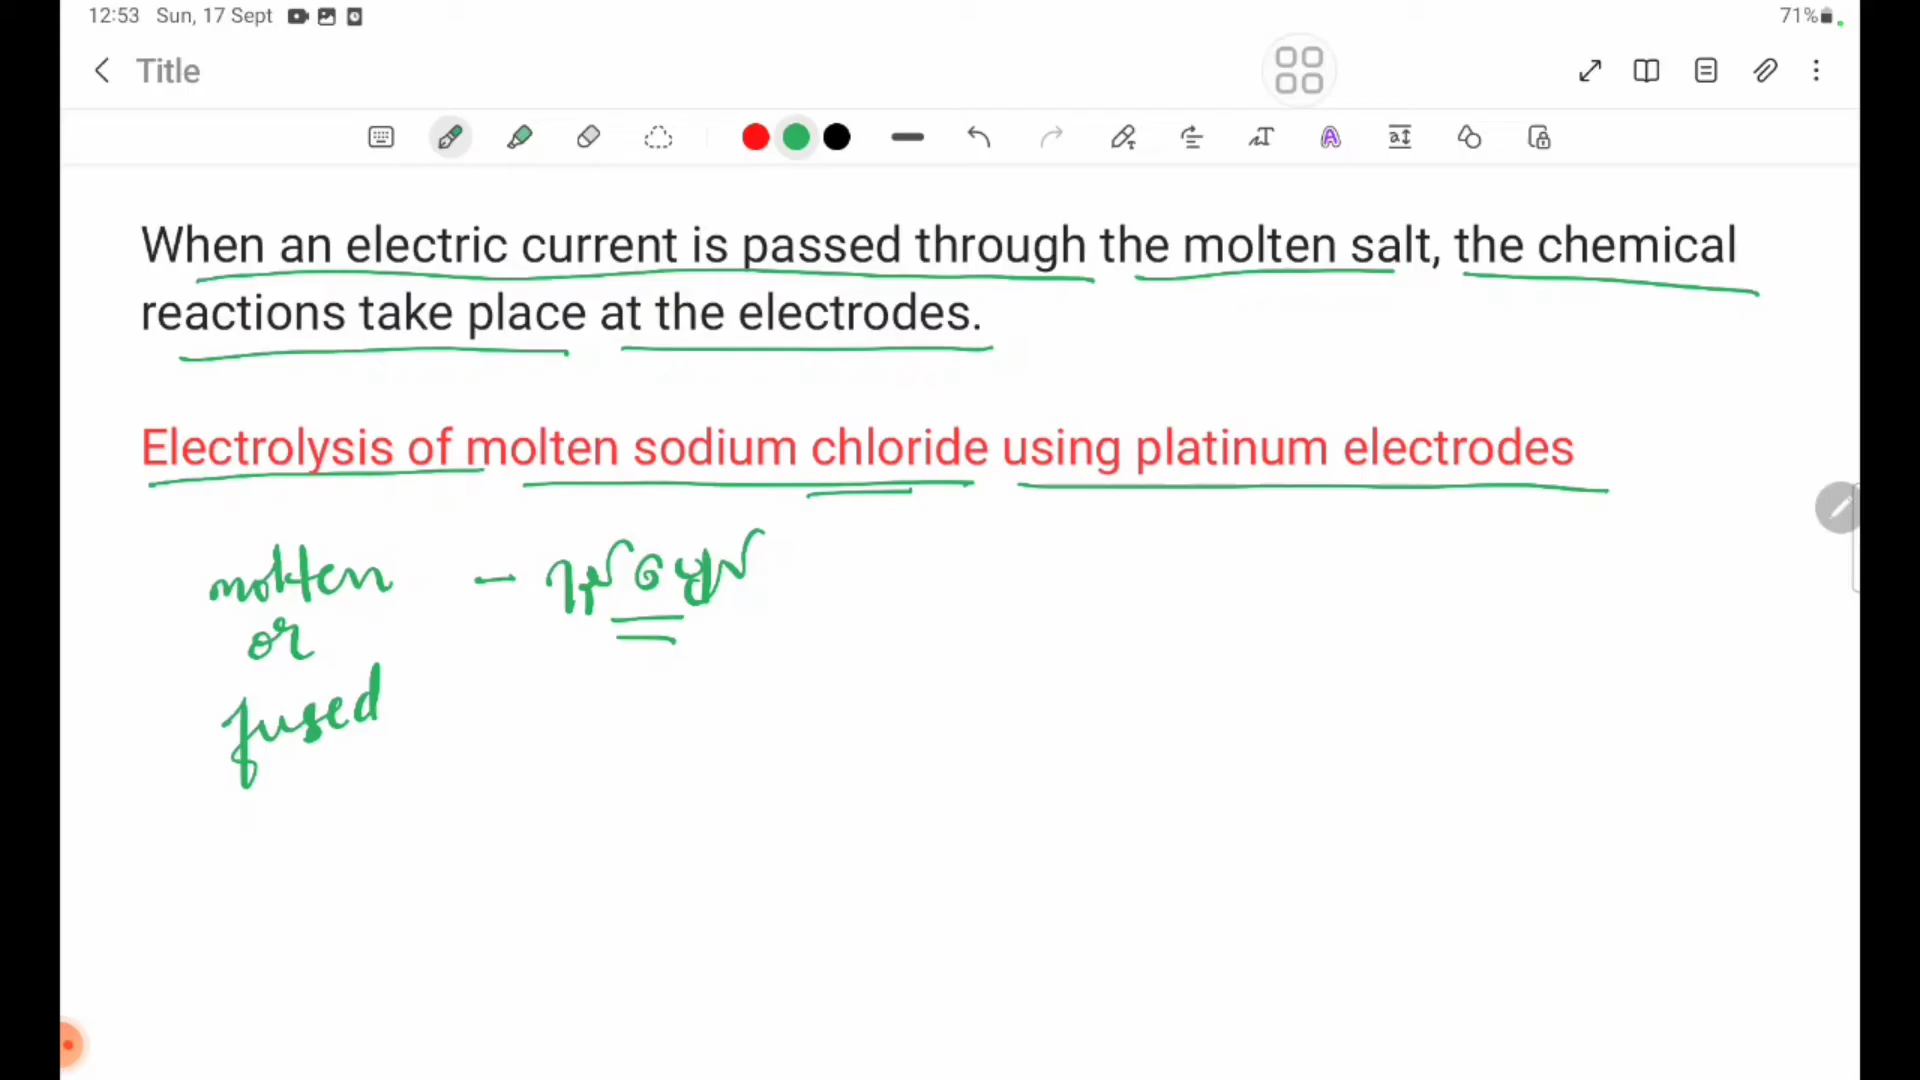 12:53 Sun, 17 Sept
71%
Title
When an electric current is passed through the molten salt, the chemical
reactions take place at the electrodes.
Electrolysis of molten sodium chloride using platinum electrodes
molten -
or
fused